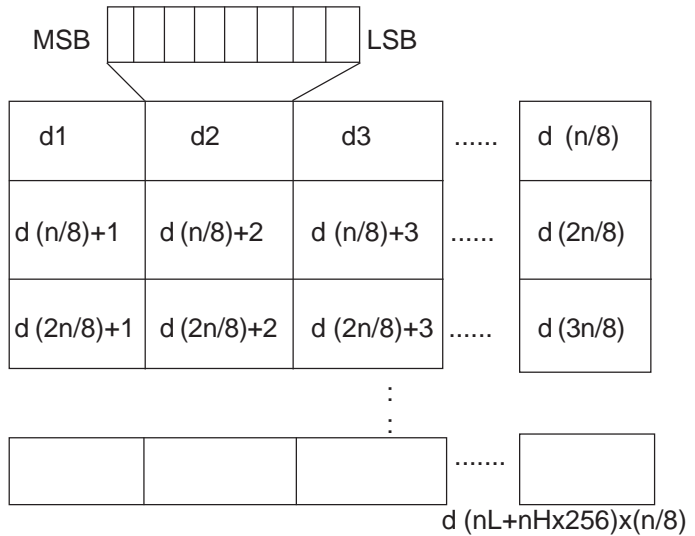 MSB LSB
d1 d2 d3 ...... d (n/8)
d (n/8)+1 d (n/8)+2 d (n/8)+3 ...... d (2n/8)
d (2n/8)+1 d (2n/8)+2 d (2n/8)+3 ...... d (3n/8)
:
:
.......
d (nL+nHx256)x(n/8)